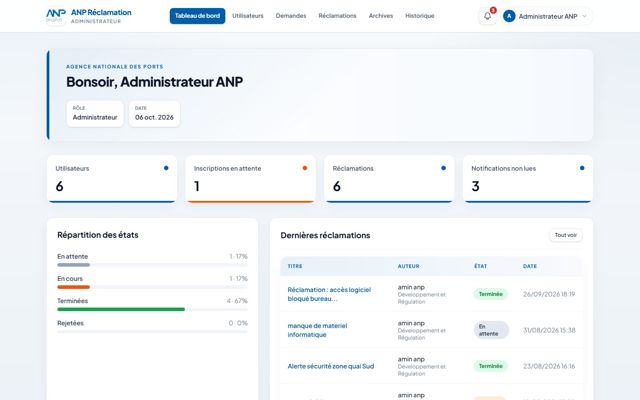 ANP
ANP Réclamation
ADMINISTRATEUR
Tableau de bord
Utilisateurs
Demandes
Réclamations
Archives
Historique
3
A
Administrateur ANP
AGENCE NATIONALE DES PORTS
Bonsoir, Administrateur ANP
RÔLE
Administrateur
DATE
06 oct. 2026
Utilisateurs
6
Inscriptions en attente
1
Réclamations
6
Notifications non lues
3
Répartition des états
En attente
1 · 17%
En cours
1 · 17%
Terminées
4 · 67%
Rejetées
0 · 0%
Dernières réclamations
Tout voir
TITRE
AUTEUR
ÉTAT
DATE
Réclamation : accès logiciel
bloqué bureau...
amin anp
Développement et
Régulation
Terminée
26/09/2026 18:19
manque de materiel
informatique
amin anp
Développement et
Régulation
En
attente
31/08/2026 15:38
Alerte sécurité zone quai Sud
amin anp
Développement et
Régulation
Terminée
23/08/2026 16:16
amin anp